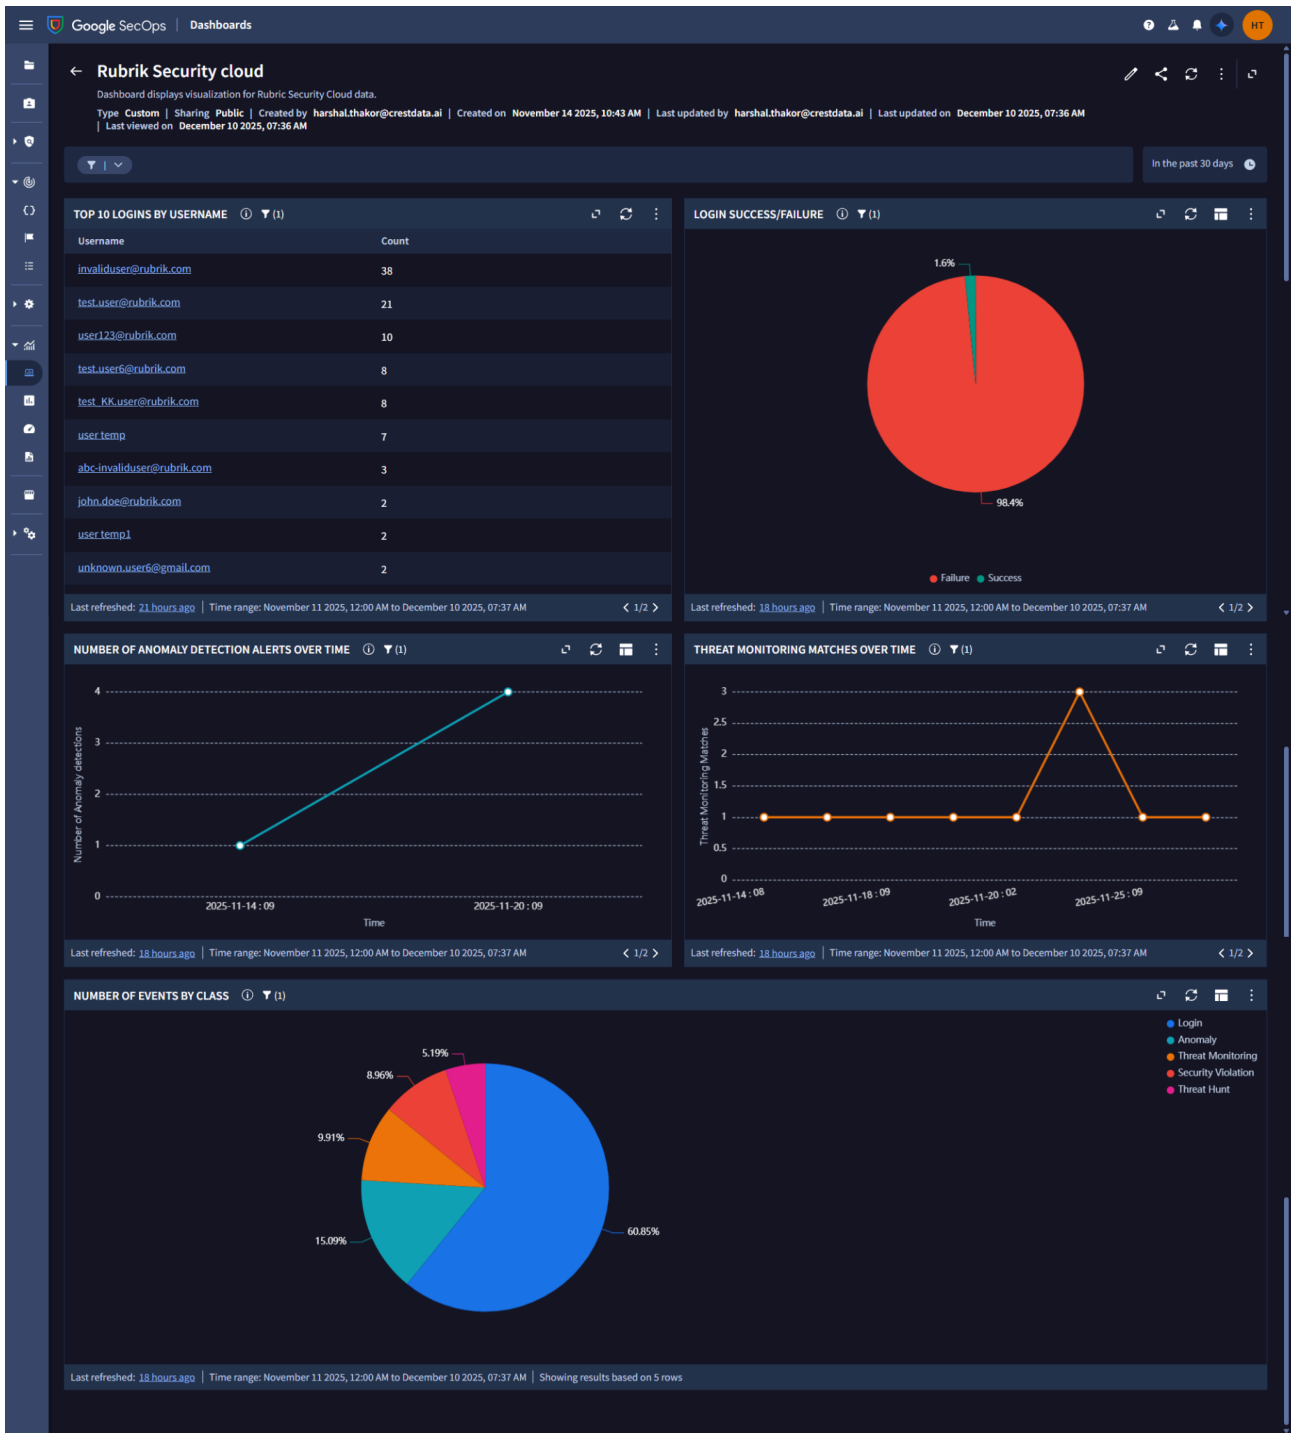 Google SecOps | Dashboards
HT
Rubrik Security cloud
Dashboard displays visualization for Rubric Security Cloud data.
Type Custom | Sharing Public | Created by harshal.thakor@crestdata.ai | Created on November 14 2025, 10:43 AM | Last updated by harshal.thakor@crestdata.ai | Last updated on December 10 2025, 07:36 AM
| Last viewed on December 10 2025, 07:36 AM
In the past 30 days
TOP 10 LOGINS BY USERNAME (1)
Username Count
invaliduser@rubrik.com 38
test.user@rubrik.com 21
user123@rubrik.com 10
test.user6@rubrik.com 8
test_KK.user@rubrik.com 8
user temp 7
abc-invaliduser@rubrik.com 3
john.doe@rubrik.com 2
user temp1 2
unknown.user6@gmail.com 2
Last refreshed: 21 hours ago | Time range: November 11 2025, 12:00 AM to December 10 2025, 07:37 AM 1/2
LOGIN SUCCESS/FAILURE (1)
1.6%
98.4%
Failure Success
Last refreshed: 18 hours ago | Time range: November 11 2025, 12:00 AM to December 10 2025, 07:37 AM 1/2
NUMBER OF ANOMALY DETECTION ALERTS OVER TIME (1)
Number of Anomaly detections
4
3
2
1
0
2025-11-14 : 09 2025-11-20 : 09
Time
Last refreshed: 18 hours ago | Time range: November 11 2025, 12:00 AM to December 10 2025, 07:37 AM 1/2
THREAT MONITORING MATCHES OVER TIME (1)
Threat Monitoring Matches
3
2.5
2
1.5
1
0.5
0
2025-11-14 : 08 2025-11-18 : 09 2025-11-20 : 02 2025-11-25 : 09
Time
Last refreshed: 18 hours ago | Time range: November 11 2025, 12:00 AM to December 10 2025, 07:37 AM 1/2
NUMBER OF EVENTS BY CLASS (1)
Login
Anomaly
Threat Monitoring
Security Violation
Threat Hunt
5.19%
8.96%
9.91%
15.09%
60.85%
Last refreshed: 18 hours ago | Time range: November 11 2025, 12:00 AM to December 10 2025, 07:37 AM | Showing results based on 5 rows